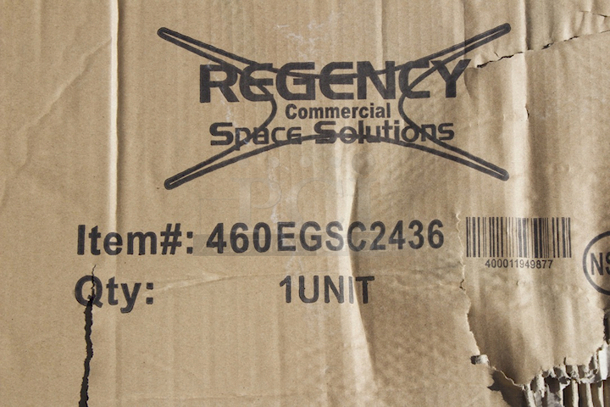 REGENCY
Commercial
Space Solutions
Item#: 460EGSC2436
400011949877
Qty: 1UNIT